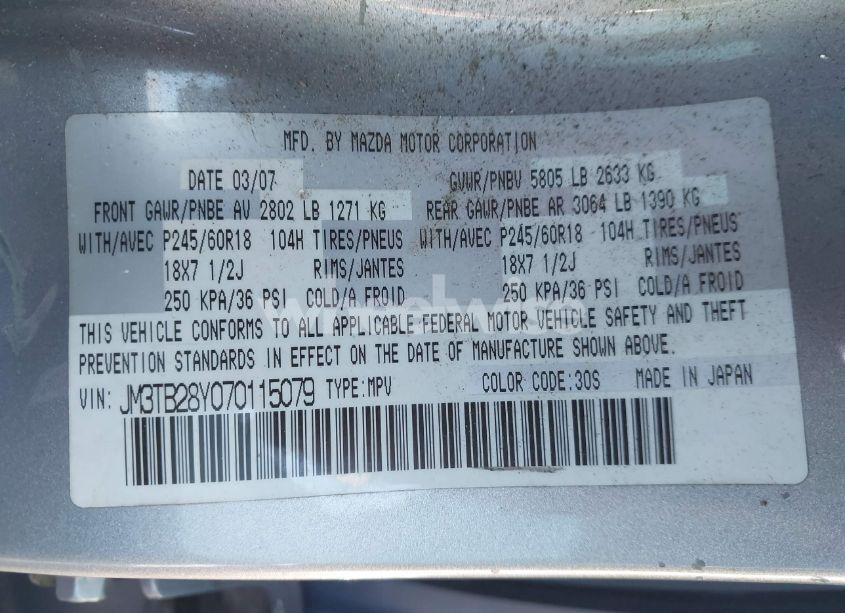 MFD. BY MAZDA MOTOR CORPORATION
DATE 03/07 GVWR/PNBV 5805 LB 2633 KG
FRONT GAWR/PNBE AV 2802 LB 1271 KG REAR GAWR/PNBE AR 3064 LB 1390 KG
WITH/AVEC P245/60R18 104H TIRES/PNEUS WITH/AVEC P245/60R18 104H TIRES/PNEUS
18X7 1/2J RIMS/JANTES 18X7 1/2J RIMS/JANTES
250 KPA/36 PSI COLD/A FROID 250 KPA/36 PSI COLD/A FROID
THIS VEHICLE CONFORMS TO ALL APPLICABLE FEDERAL MOTOR VEHICLE SAFETY AND THEFT
PREVENTION STANDARDS IN EFFECT ON THE DATE OF MANUFACTURE SHOWN ABOVE.
VIN: JM3TB28Y070115079 TYPE:MPV COLOR CODE:30S MADE IN JAPAN